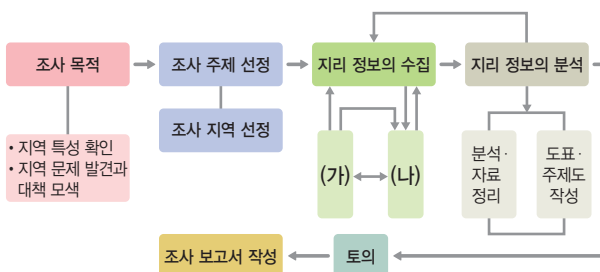 조사 목적
조사 주제 선정
지리 정보의 수집
지리 정보의 분석
조사 지역 선정
• 지역 특성 확인
• 지역 문제 발견과
대책 모색
(가)
(나)
분석·
자료
정리
도표·
주제도
작성
조사 보고서 작성
토의